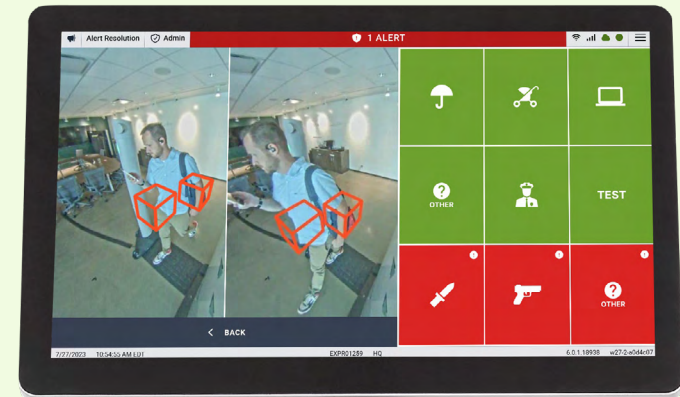 Alert Resolution
Admin
1 ALERT
OTHER
TEST
OTHER
BACK
7/27/2023 10:54:55 AM EDT
EXPR01259 HQ
6.0.1.18938 w27-2-a0d4c07